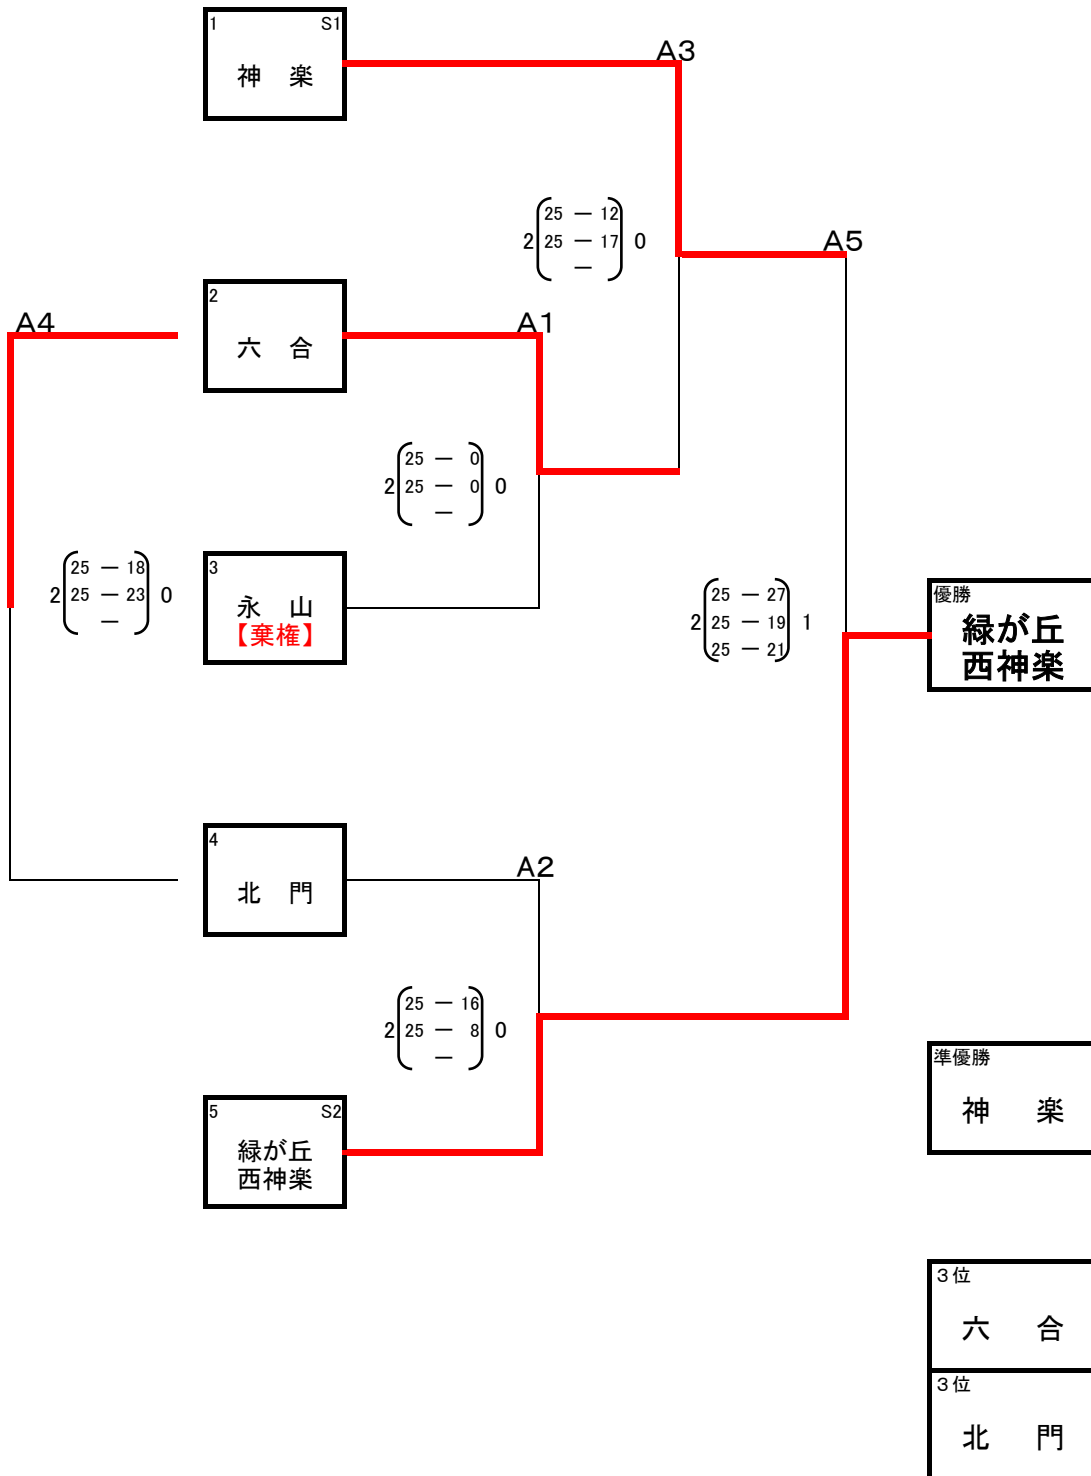 1 S1
神 楽
A3
2 25 － 12 0
25 － 17
－
A5
2
六 合
A4
A1
2 25 － 0 0
25 － 0
－
3
永 山
【棄権】
2 25 － 18 0
25 － 23
－
2 25 － 27 1
25 － 19
25 － 21
優勝
緑が丘
西神楽
4
北 門
A2
2 25 － 16 0
25 － 8
－
5 S2
緑が丘
西神楽
準優勝
神 楽
３位
六 合
３位
北 門